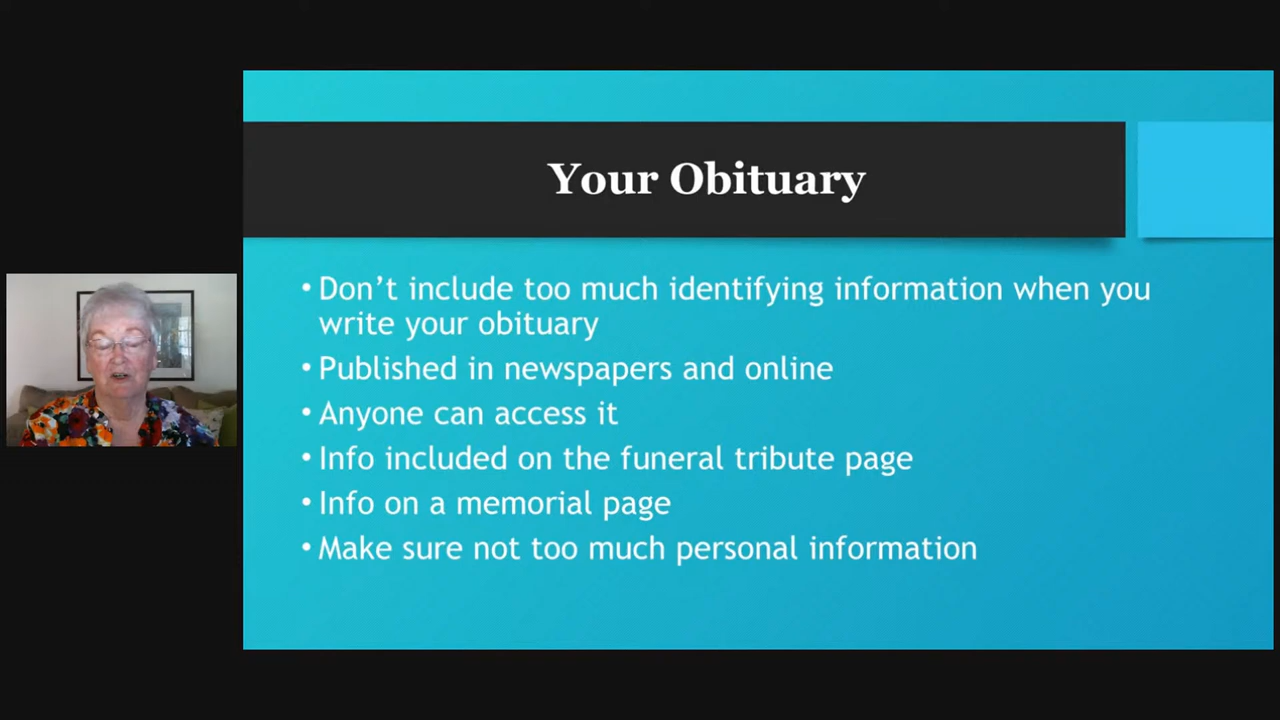 Your Obituary
• Don’t include too much identifying information when you
write your obituary
• Published in newspapers and online
• Anyone can access it
• Info included on the funeral tribute page
• Info on a memorial page
• Make sure not too much personal information